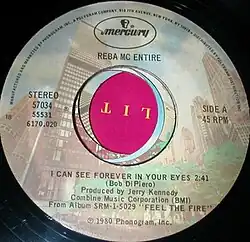 mercury
REBA MC ENTIRE
STEREO
57034
55531
6170.020
LIT
SIDE A
45 RPM
I CAN SEE FOREVER IN YOUR EYES 2:41
(Bob DiPiero)
Produced by Jerry Kennedy
Combine Music Corporation (BMI)
From Album SRM-1-5029 "FEEL THE FIRE"
℗ 1980 Phonogram, Inc.